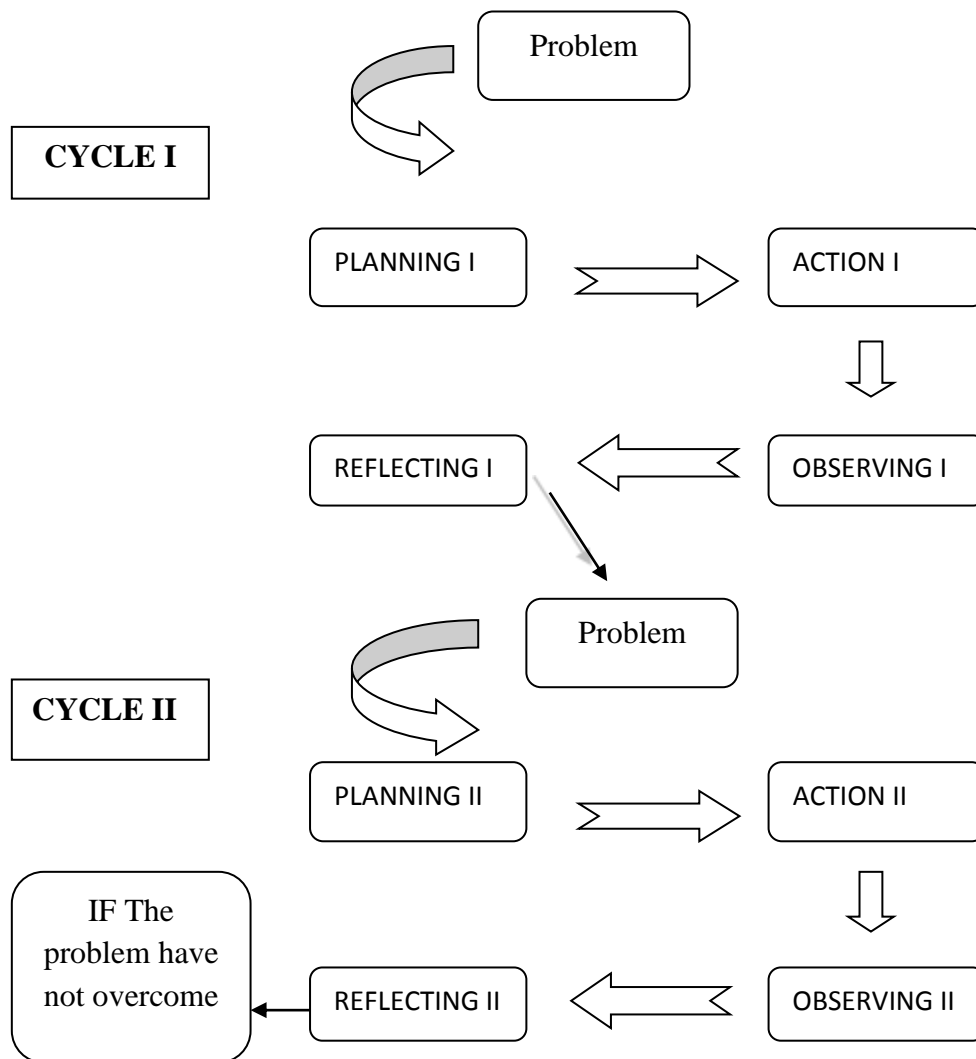 Problem
CYCLE I
PLANNING I
ACTION I
REFLECTING I
OBSERVING I
Problem
CYCLE II
PLANNING II
ACTION II
IF The
problem have
not overcome
REFLECTING II
OBSERVING II